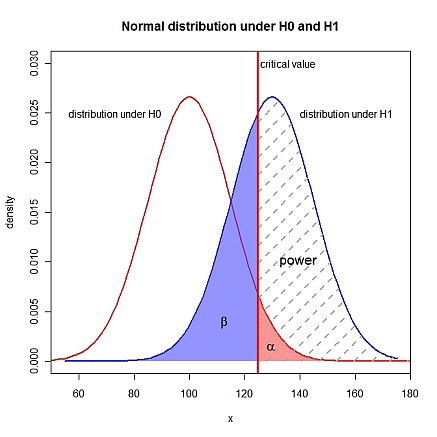 Normal distribution under H0 and H1
critical value
distribution under H0
distribution under H1
power
β
α
density
0.000
0.005
0.010
0.015
0.020
0.025
0.030
60
80
100
120
140
160
180
x